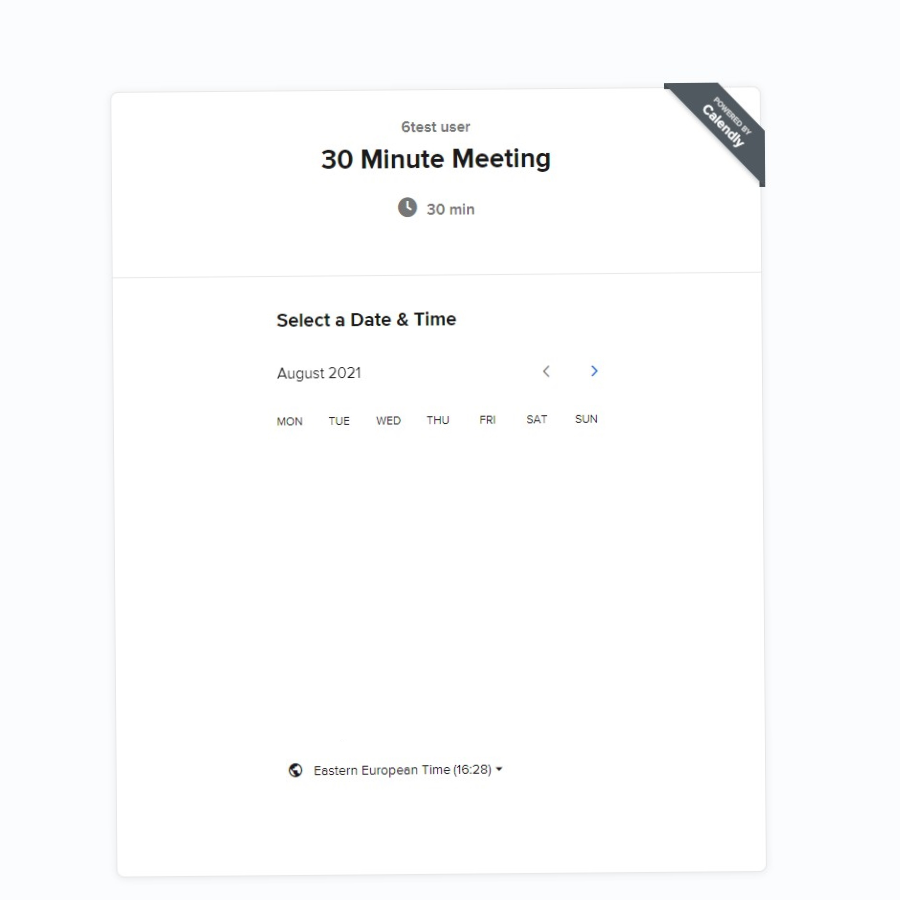 POWERED BY
Calendly
6test user
30 Minute Meeting
30 min
Select a Date & Time
August 2021
MON TUE WED THU FRI SAT SUN
Eastern European Time (16:28)